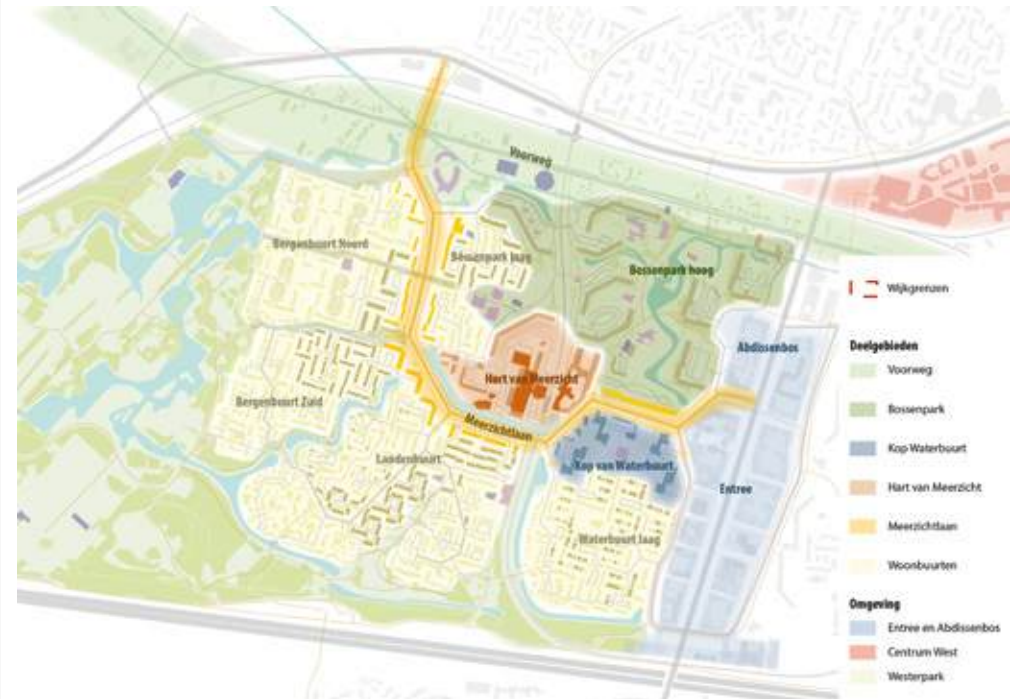 Voorweg
Bergenbuurt Noord
Bossenpark laag
Bossenpark hoog
Abdissenbos
Hart van Meerzicht
Bergenbuurt Zuid
Meerzichtlaan
Landenbuurt
Kop van Waterbuurt
Entree
Waterbuurt laag
Wijkgrenzen
Deelgebieden
Voorweg
Bossenpark
Kop Waterbuurt
Hart van Meerzicht
Meerzichtlaan
Woonbuurten
Omgeving
Entree en Abdissenbos
Centrum West
Westerpark